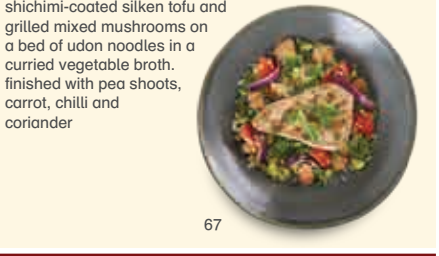 shichimi-coated silken tofu and
grilled mixed mushrooms on
a bed of udon noodles in a
curried vegetable broth.
finished with pea shoots,
carrot, chilli and
coriander
67